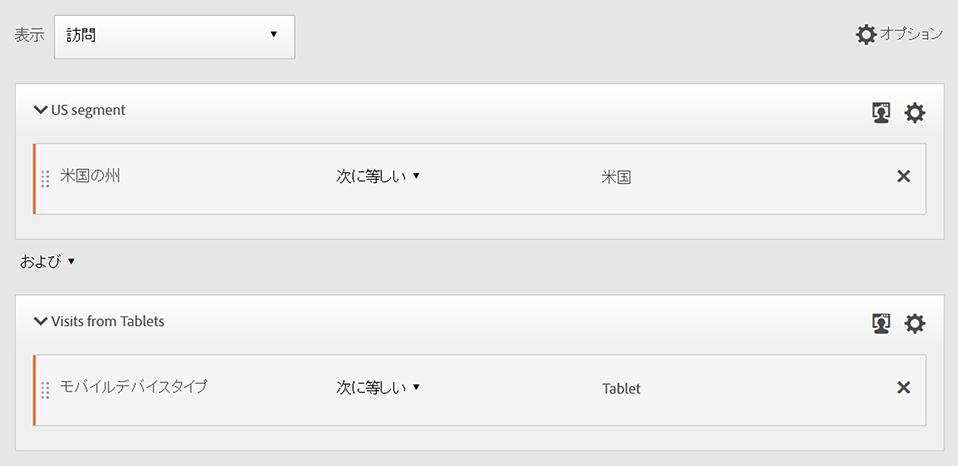 表示 訪問 オプション
US segment
米国の州 次に等しい 米国
および
Visits from Tablets
モバイルデバイスタイプ 次に等しい Tablet